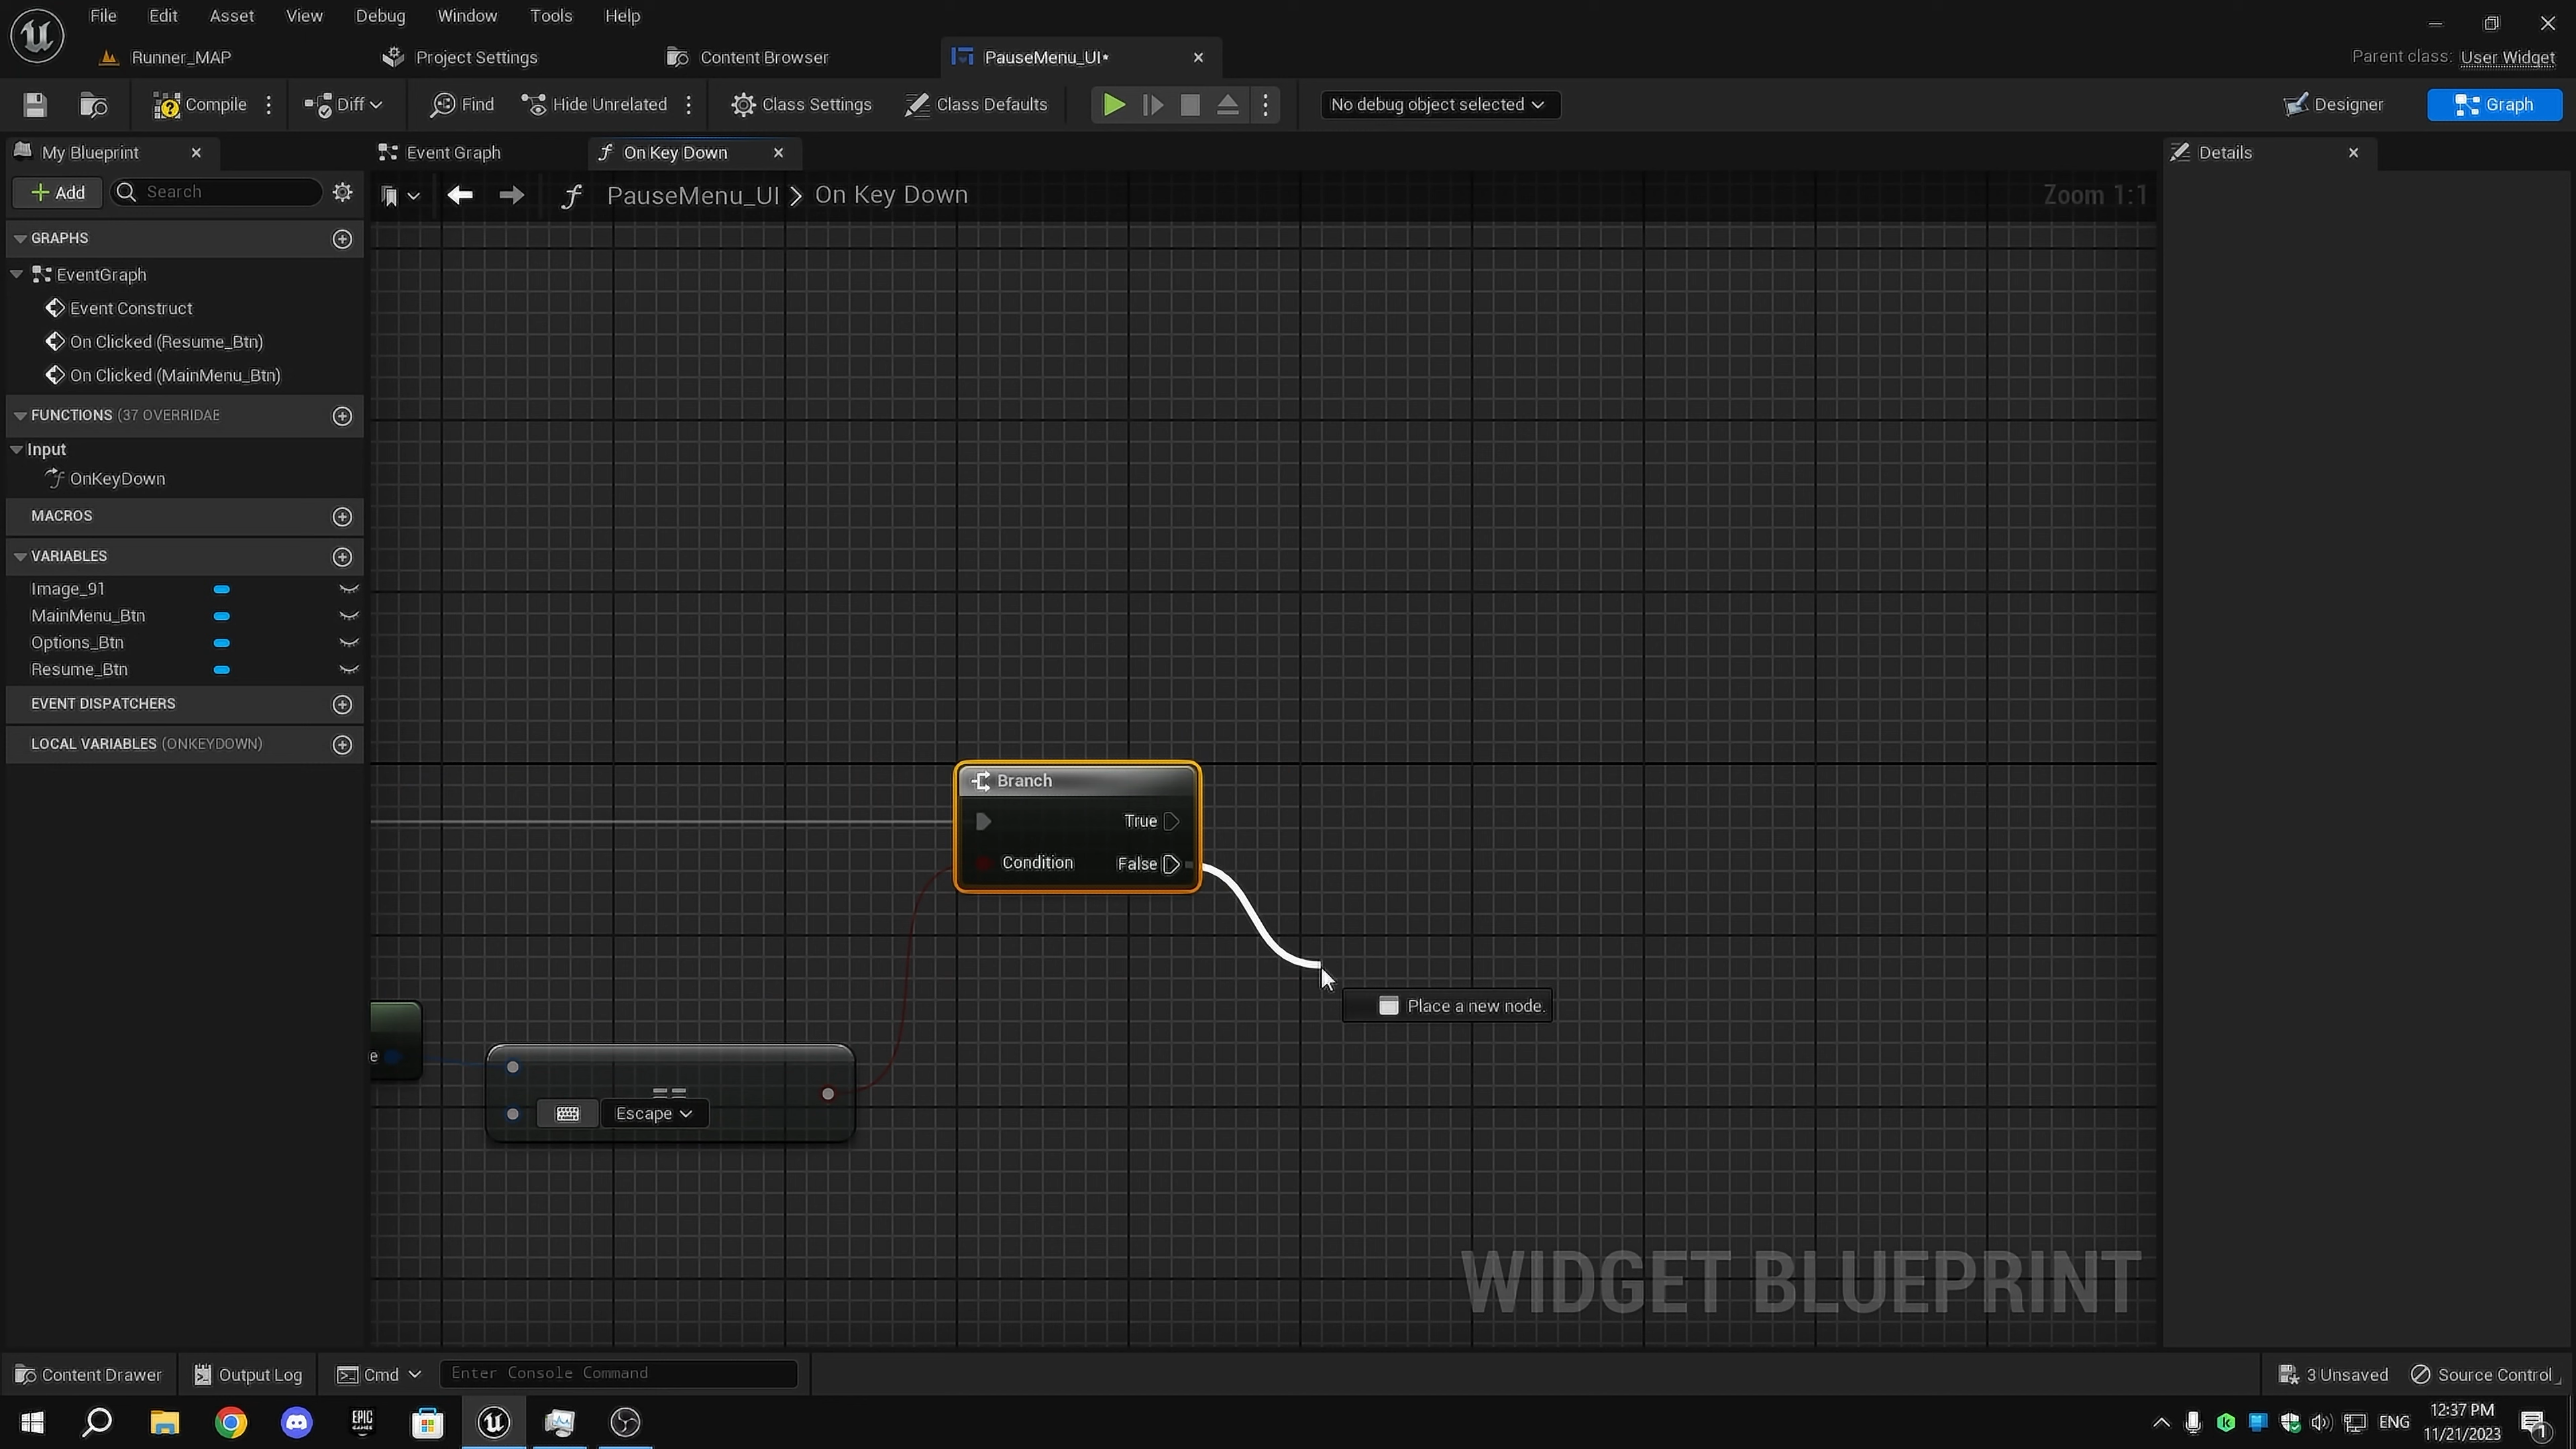 File Edit Asset View Debug Window Tools Help
Runner_MAP Project Settings Content Browser PauseMenu_UI* Parent class: User Widget
Compile Diff Find Hide Unrelated Class Settings Class Defaults No debug object selected Designer Graph
My Blueprint Event Graph On Key Down Details
Add Search PauseMenu_UI > On Key Down Zoom 1:1
GRAPHS
EventGraph
Event Construct
On Clicked (Resume_Btn)
On Clicked (MainMenu_Btn)
FUNCTIONS (37 OVERRIDAE
Input
OnKeyDown
MACROS
VARIABLES
Image_91
MainMenu_Btn
Options_Btn
Resume_Btn
EVENT DISPATCHERS
LOCAL VARIABLES (ONKEYDOWN)
Branch
True
Condition False
Place a new node.
e
==
Escape
WIDGET BLUEPRINT
Content Drawer Output Log Cmd Enter Console Command 3 Unsaved Source Control
EPIC GAMES
ENG 12:37 PM
11/21/2023
1